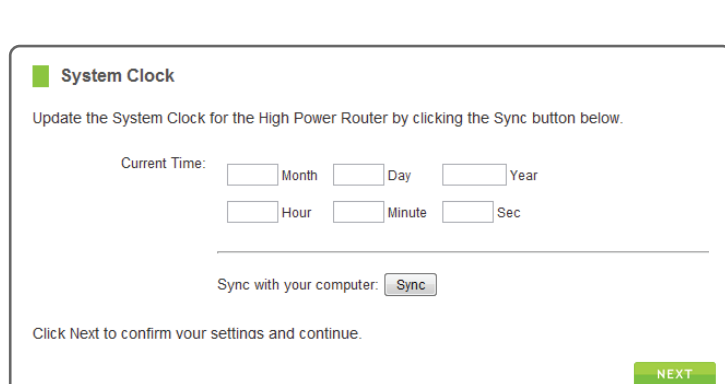 System Clock
Update the System Clock for the High Power Router by clicking the Sync button below.
Current Time: Month Day Year
Hour Minute Sec
Sync with your computer: Sync
Click Next to confirm your settings and continue.
NEXT